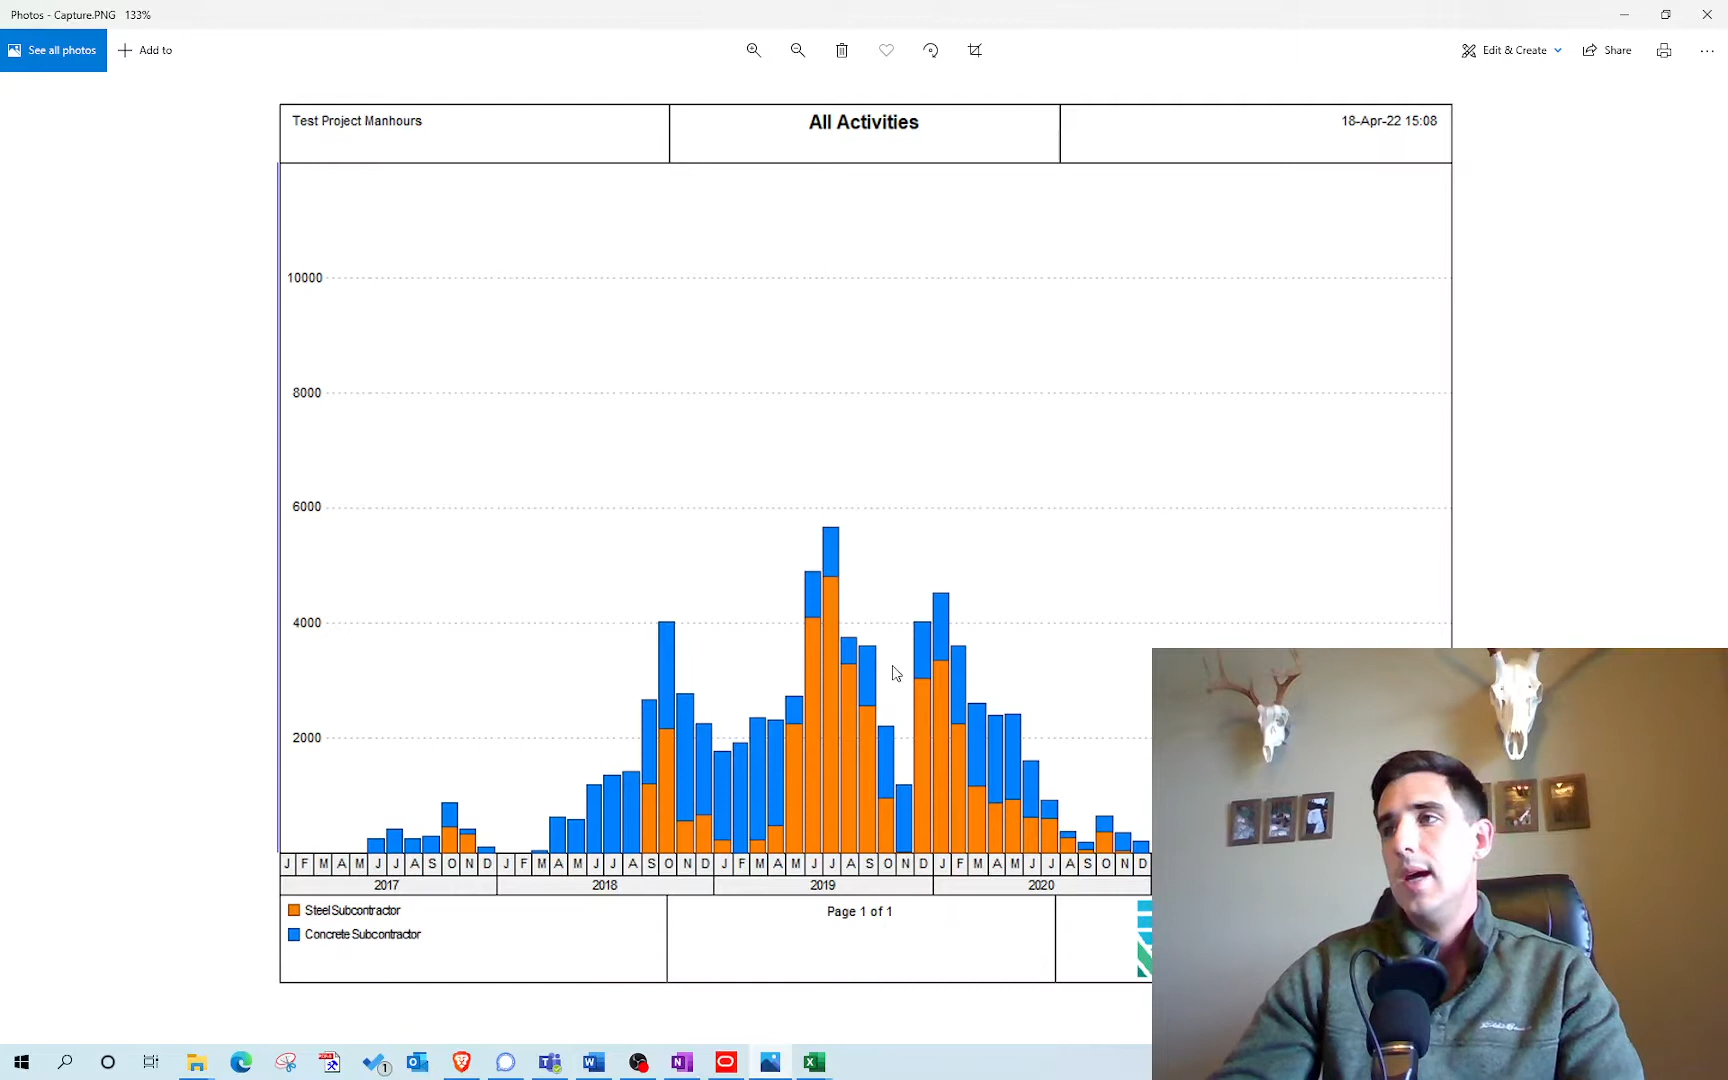 Photos - Capture.PNG 133%
See all photos
Add to
Edit & Create
Share
Test Project Manhours
All Activities
18-Apr-22 15:08
10000
8000
6000
4000
2000
J F M A M J J A S O N D J F M A M J J A S O N D J F M A M J J A S O N D J F M A M J J A S O N D
2017 2018 2019 2020
Steel Subcontractor
Page 1 of 1
Concrete Subcontractor